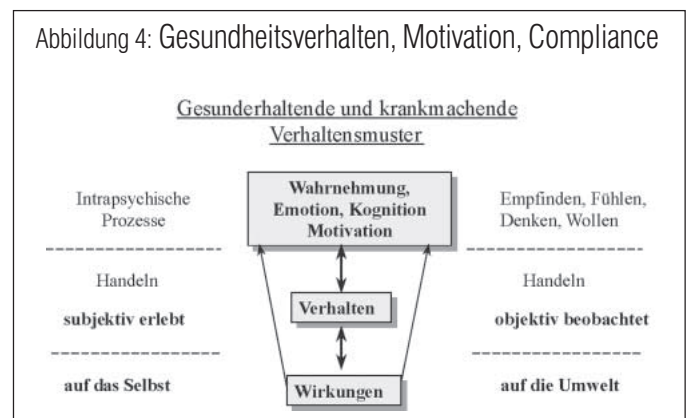 Abbildung 4: Gesundheitsverhalten, Motivation, Compliance
Gesunderhaltende und krankmachende
Verhaltensmuster
Intrapsychische
Prozesse
Wahrnehmung,
Emotion, Kognition
Motivation
Empfinden, Fühlen,
Denken, Wollen
Handeln
subjektiv erlebt
Verhalten
Handeln
objektiv beobachtet
auf das Selbst
Wirkungen
auf die Umwelt